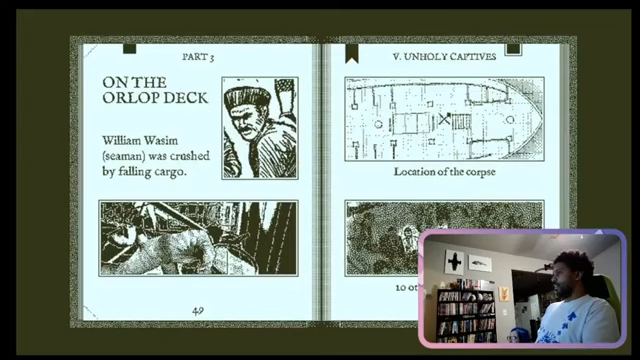 PART 3
ON THE
ORLOP DECK
William Wasim
(seaman) was crushed
by falling cargo.
49
V. UNHOLY CAPTIVES
Location of the corpse
10